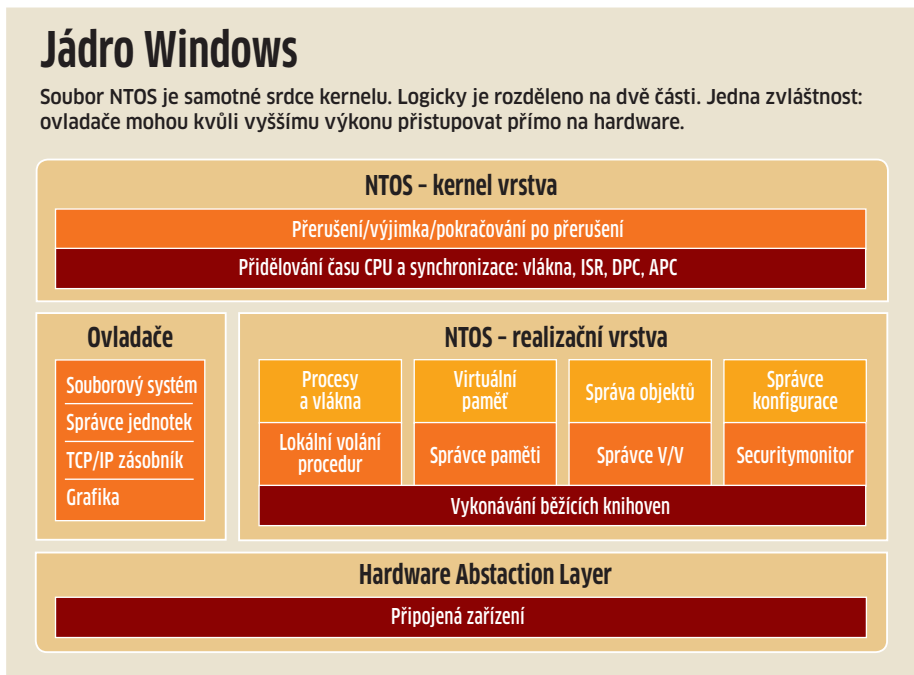 Jádro Windows
Soubor NTOS je samotné srdce kernelu. Logicky je rozděleno na dvě části. Jedna zvláštnost:
ovladače mohou kvůli vyššímu výkonu přistupovat přímo na hardware.
NTOS – kernel vrstva
Přerušení/výjimka/pokračování po přerušení
Přidělování času CPU a synchronizace: vlákna, ISR, DPC, APC
Ovladače
Souborový systém
Správce jednotek
TCP/IP zásobník
Grafika
NTOS – realizační vrstva
Procesy
a vlákna
Virtuální
paměť
Správa objektů
Správce
konfigurace
Lokální volání
procedur
Správce paměti
Správce V/V
Securitymonitor
Vykonávání běžících knihoven
Hardware Abstaction Layer
Připojená zařízení